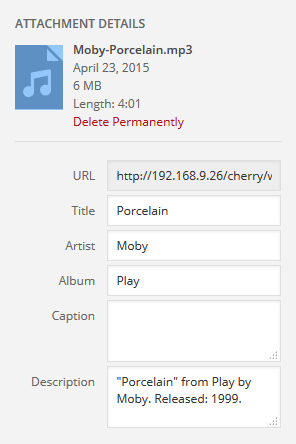 ATTACHMENT DETAILS
Moby-Porcelain.mp3
April 23, 2015
6 MB
Length: 4:01
Delete Permanently
URL http://192.168.9.26/cherry/w
Title Porcelain
Artist Moby
Album Play
Caption
Description "Porcelain" from Play by
Moby. Released: 1999.